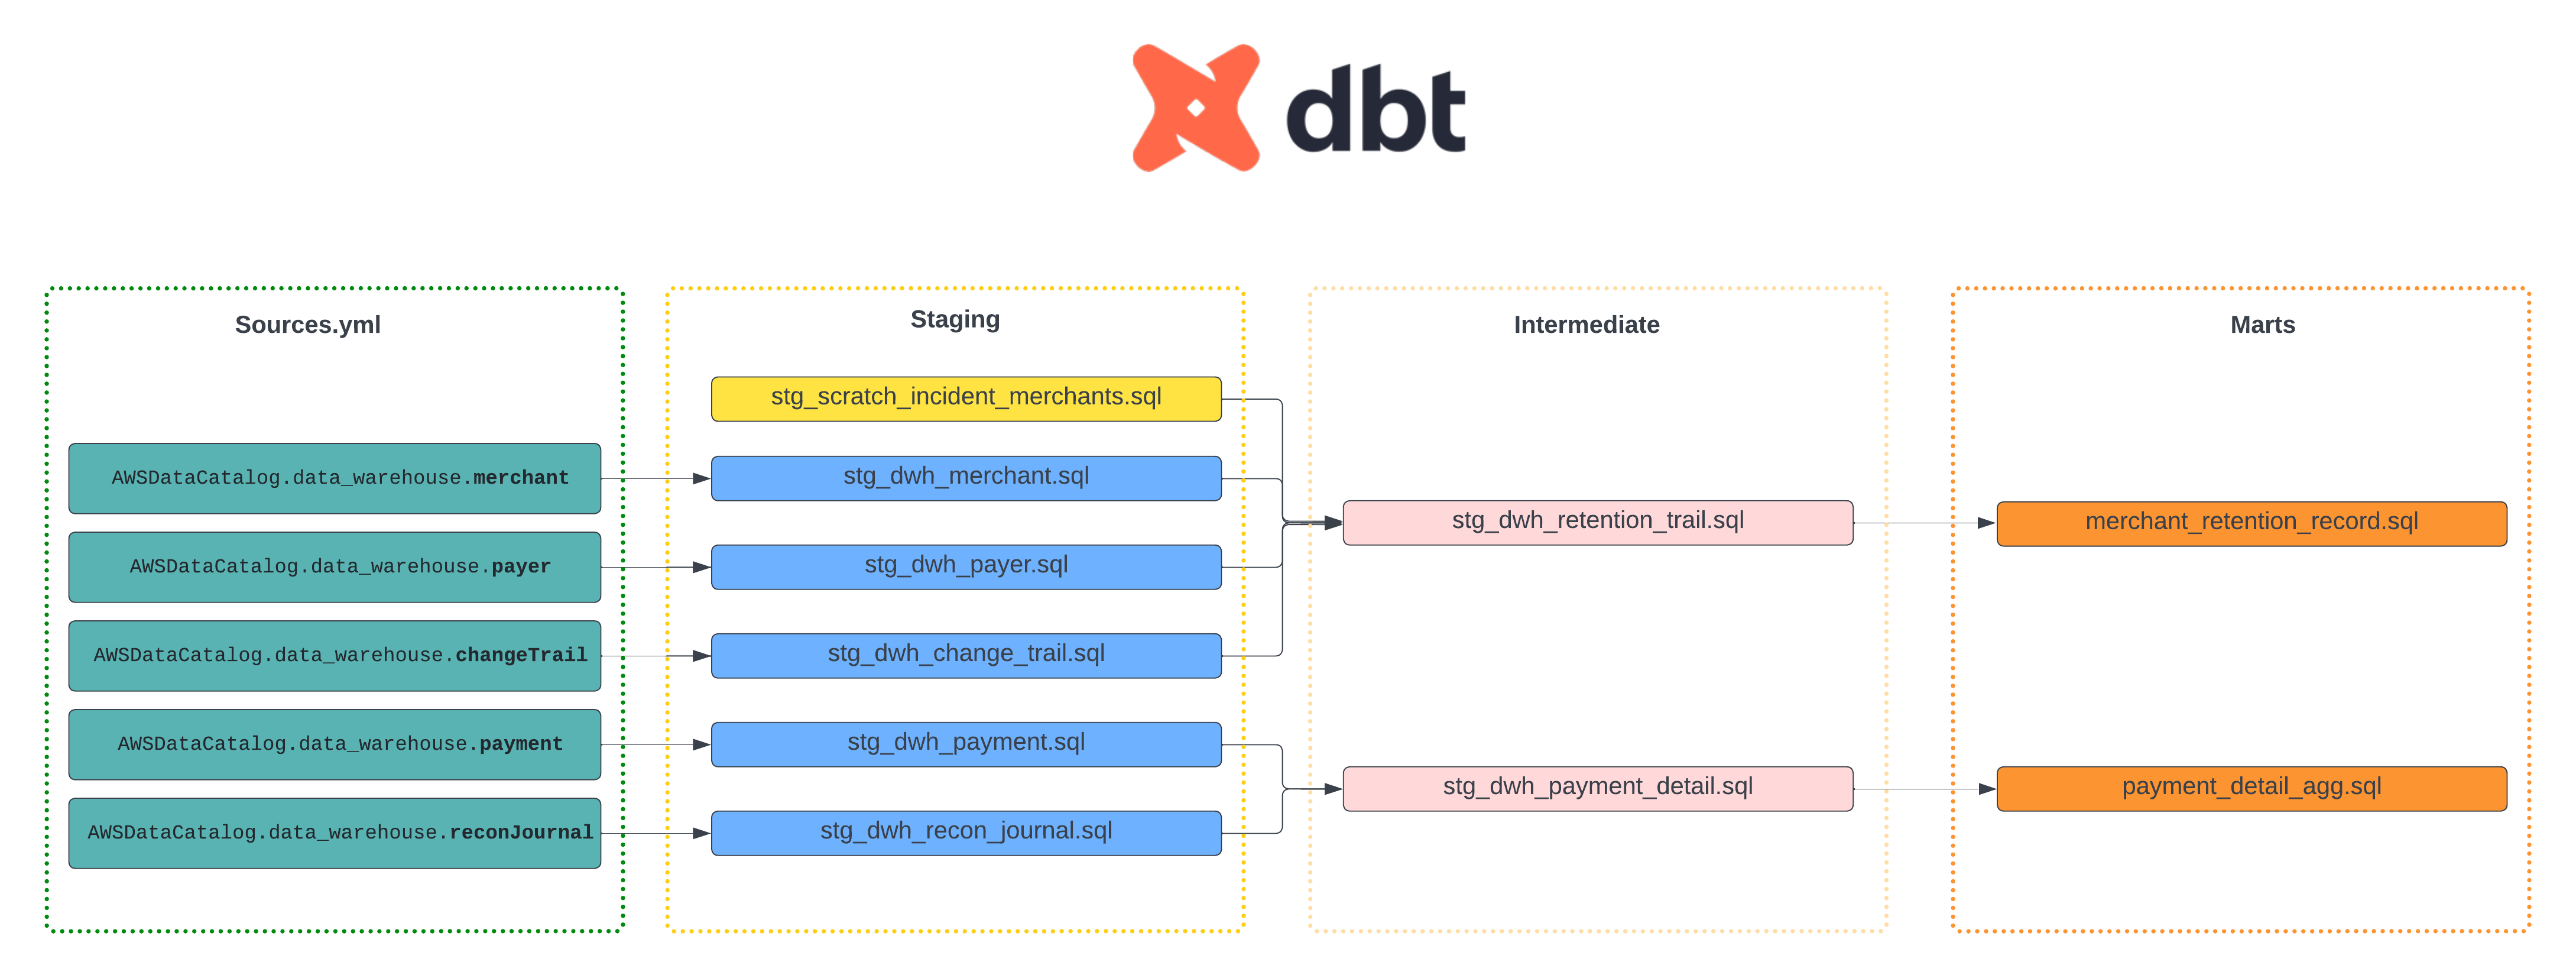 dbt
Sources.yml
AWSDataCatalog.data_warehouse.merchant
AWSDataCatalog.data_warehouse.payer
AWSDataCatalog.data_warehouse.changeTrail
AWSDataCatalog.data_warehouse.payment
AWSDataCatalog.data_warehouse.reconJournal
Staging
stg_scratch_incident_merchants.sql
stg_dwh_merchant.sql
stg_dwh_payer.sql
stg_dwh_change_trail.sql
stg_dwh_payment.sql
stg_dwh_recon_journal.sql
Intermediate
stg_dwh_retention_trail.sql
stg_dwh_payment_detail.sql
Marts
merchant_retention_record.sql
payment_detail_agg.sql